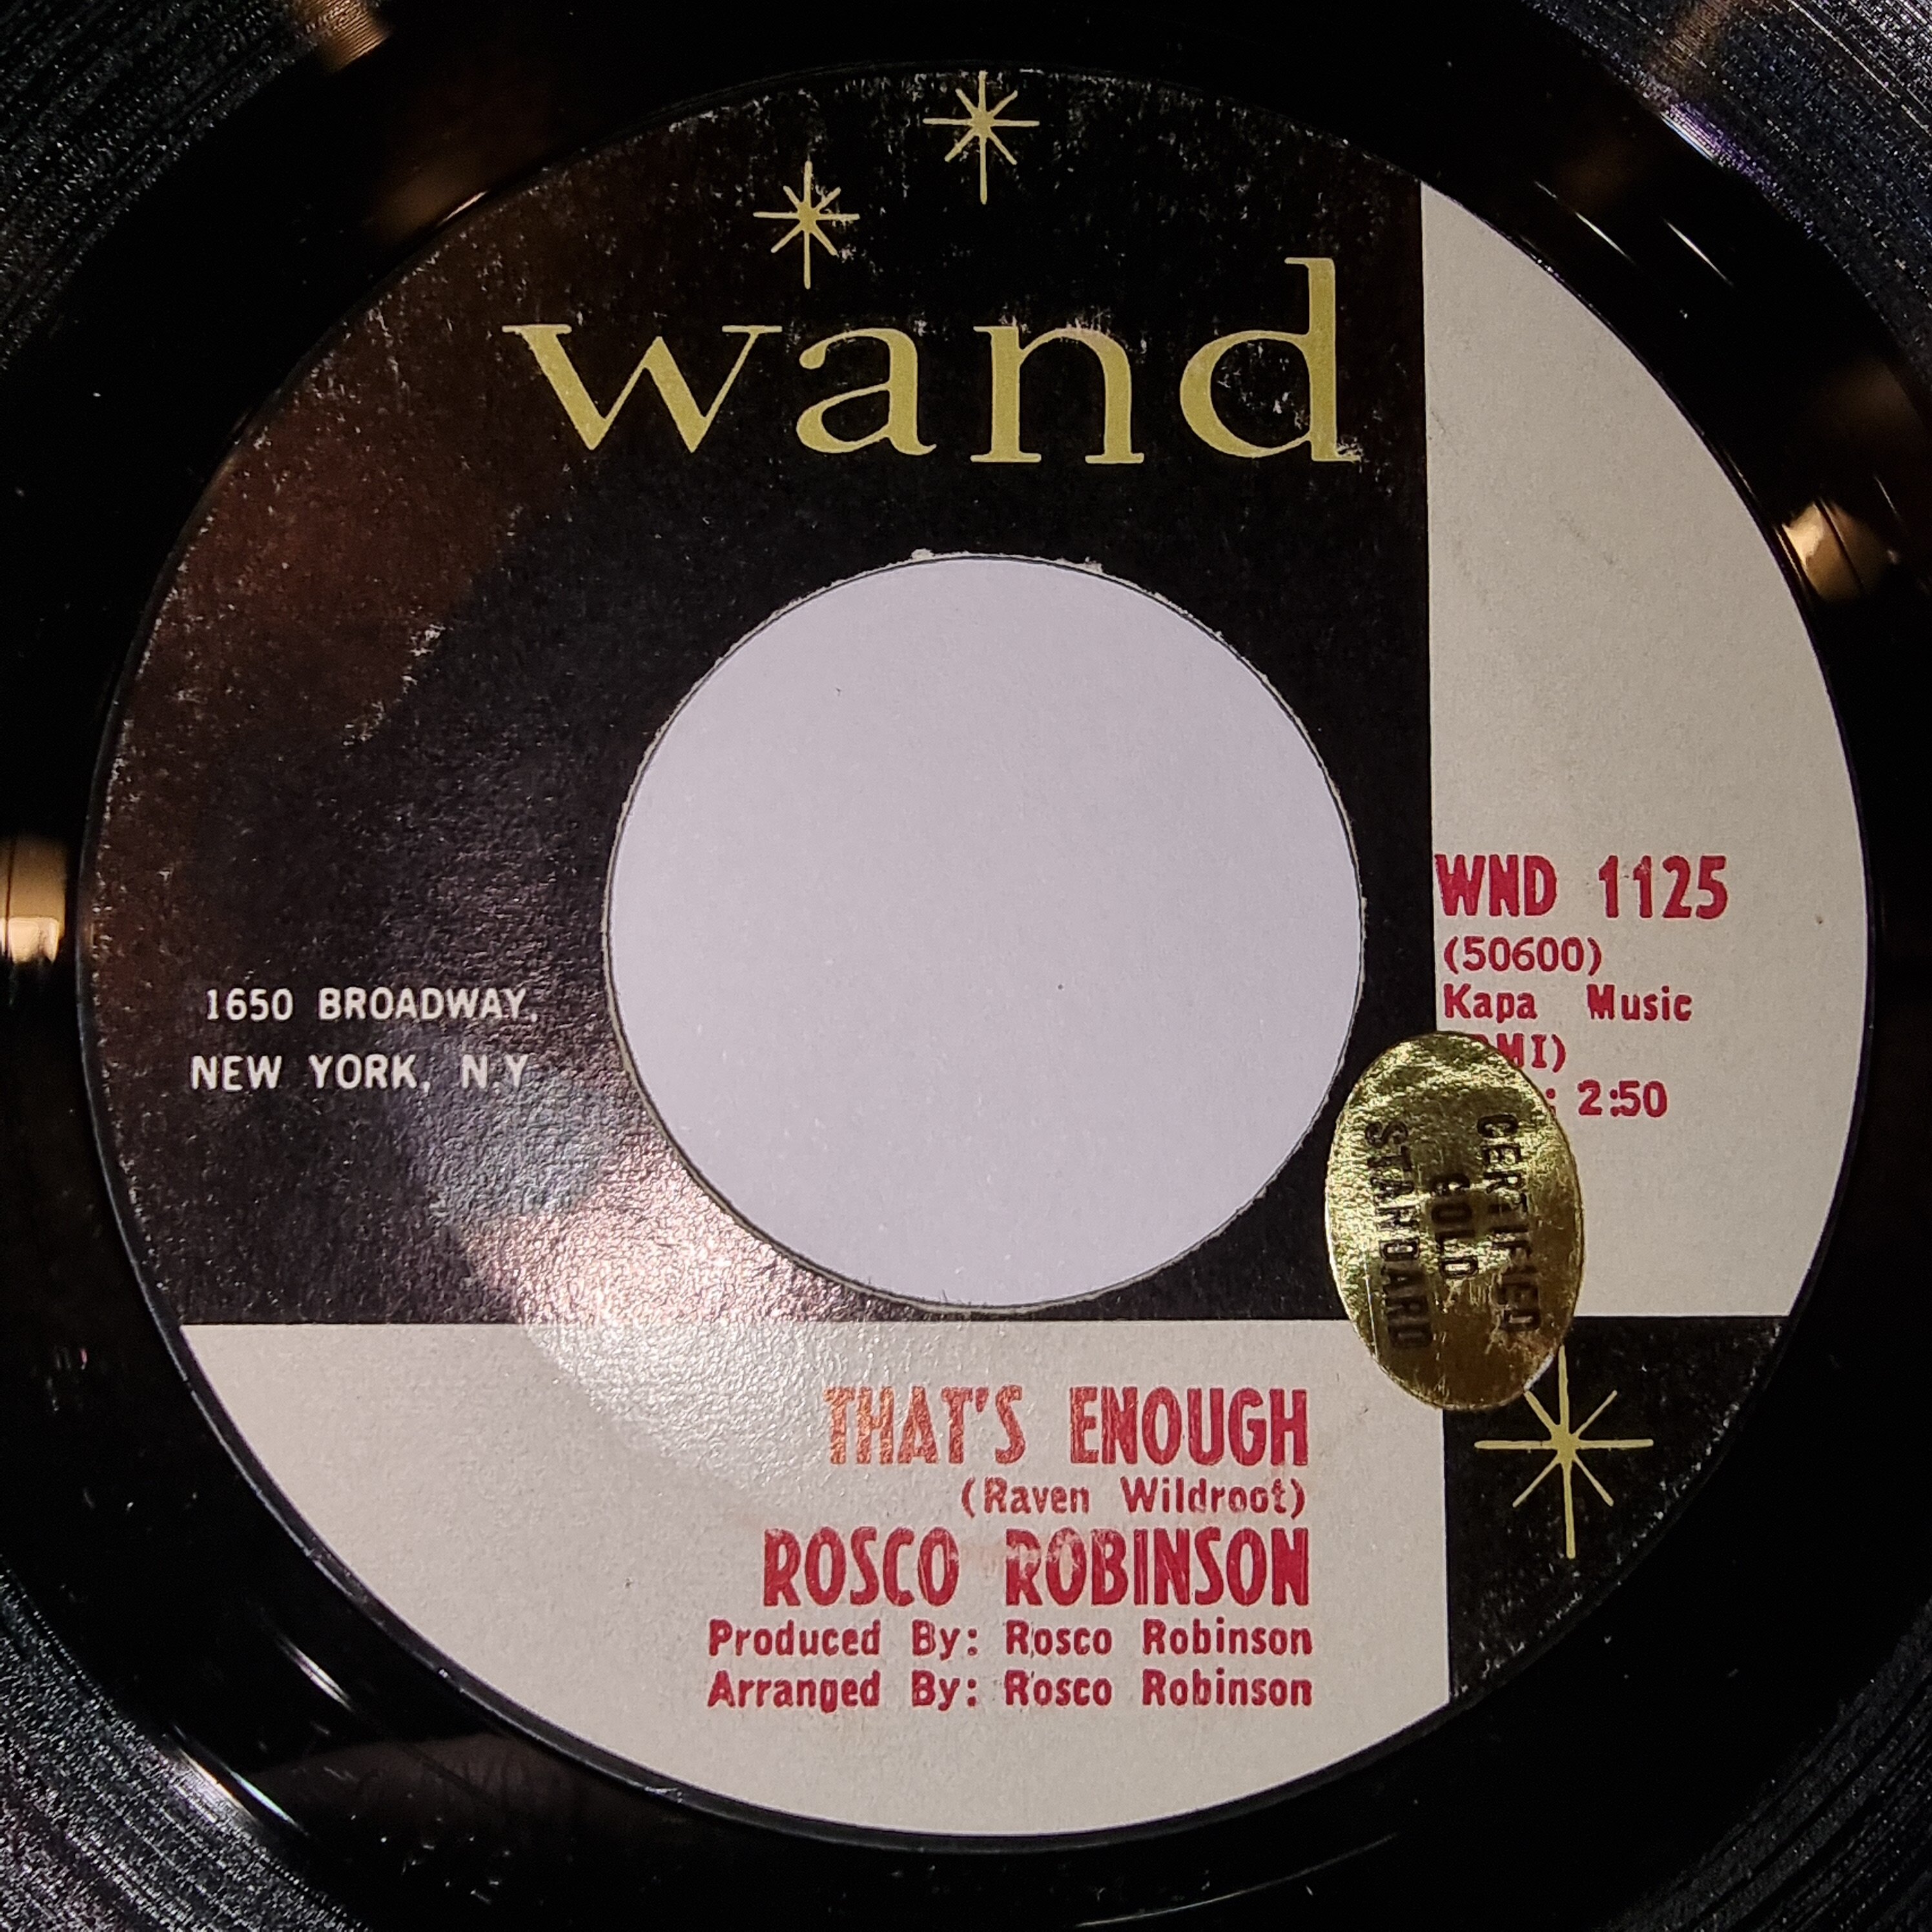 wand
1650 BROADWAY,
NEW YORK, N.Y
WND 1125
(50600)
Kapa Music
MI)
: 2:50
CERTIFIED
GOLD
STANDARD
THAT'S ENOUGH
(Raven Wildroot)
ROSCO ROBINSON
Produced By: Rosco Robinson
Arranged By: Rosco Robinson